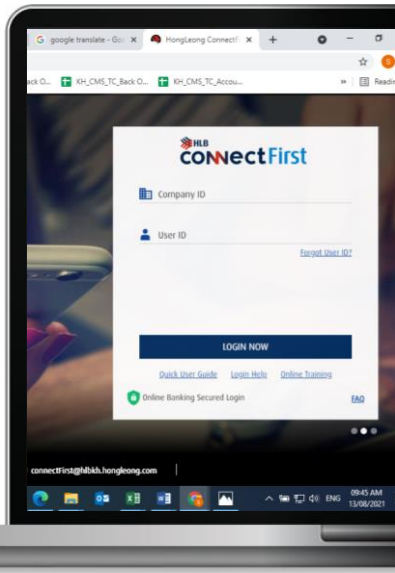 google translate - Go
HongLeong Connect
ack O...
KH_CMS_TC_Back O...
KH_CMS_TC_Accou...
»
Readin
HLB
connectFirst
Company ID
User ID
Forgot User ID?
LOGIN NOW
Quick User Guide Login Help Online Training
Online Banking Secured Login
FAQ
connectFirst@hlbkh.hongleong.com
ENG
09:45 AM
13/08/2021